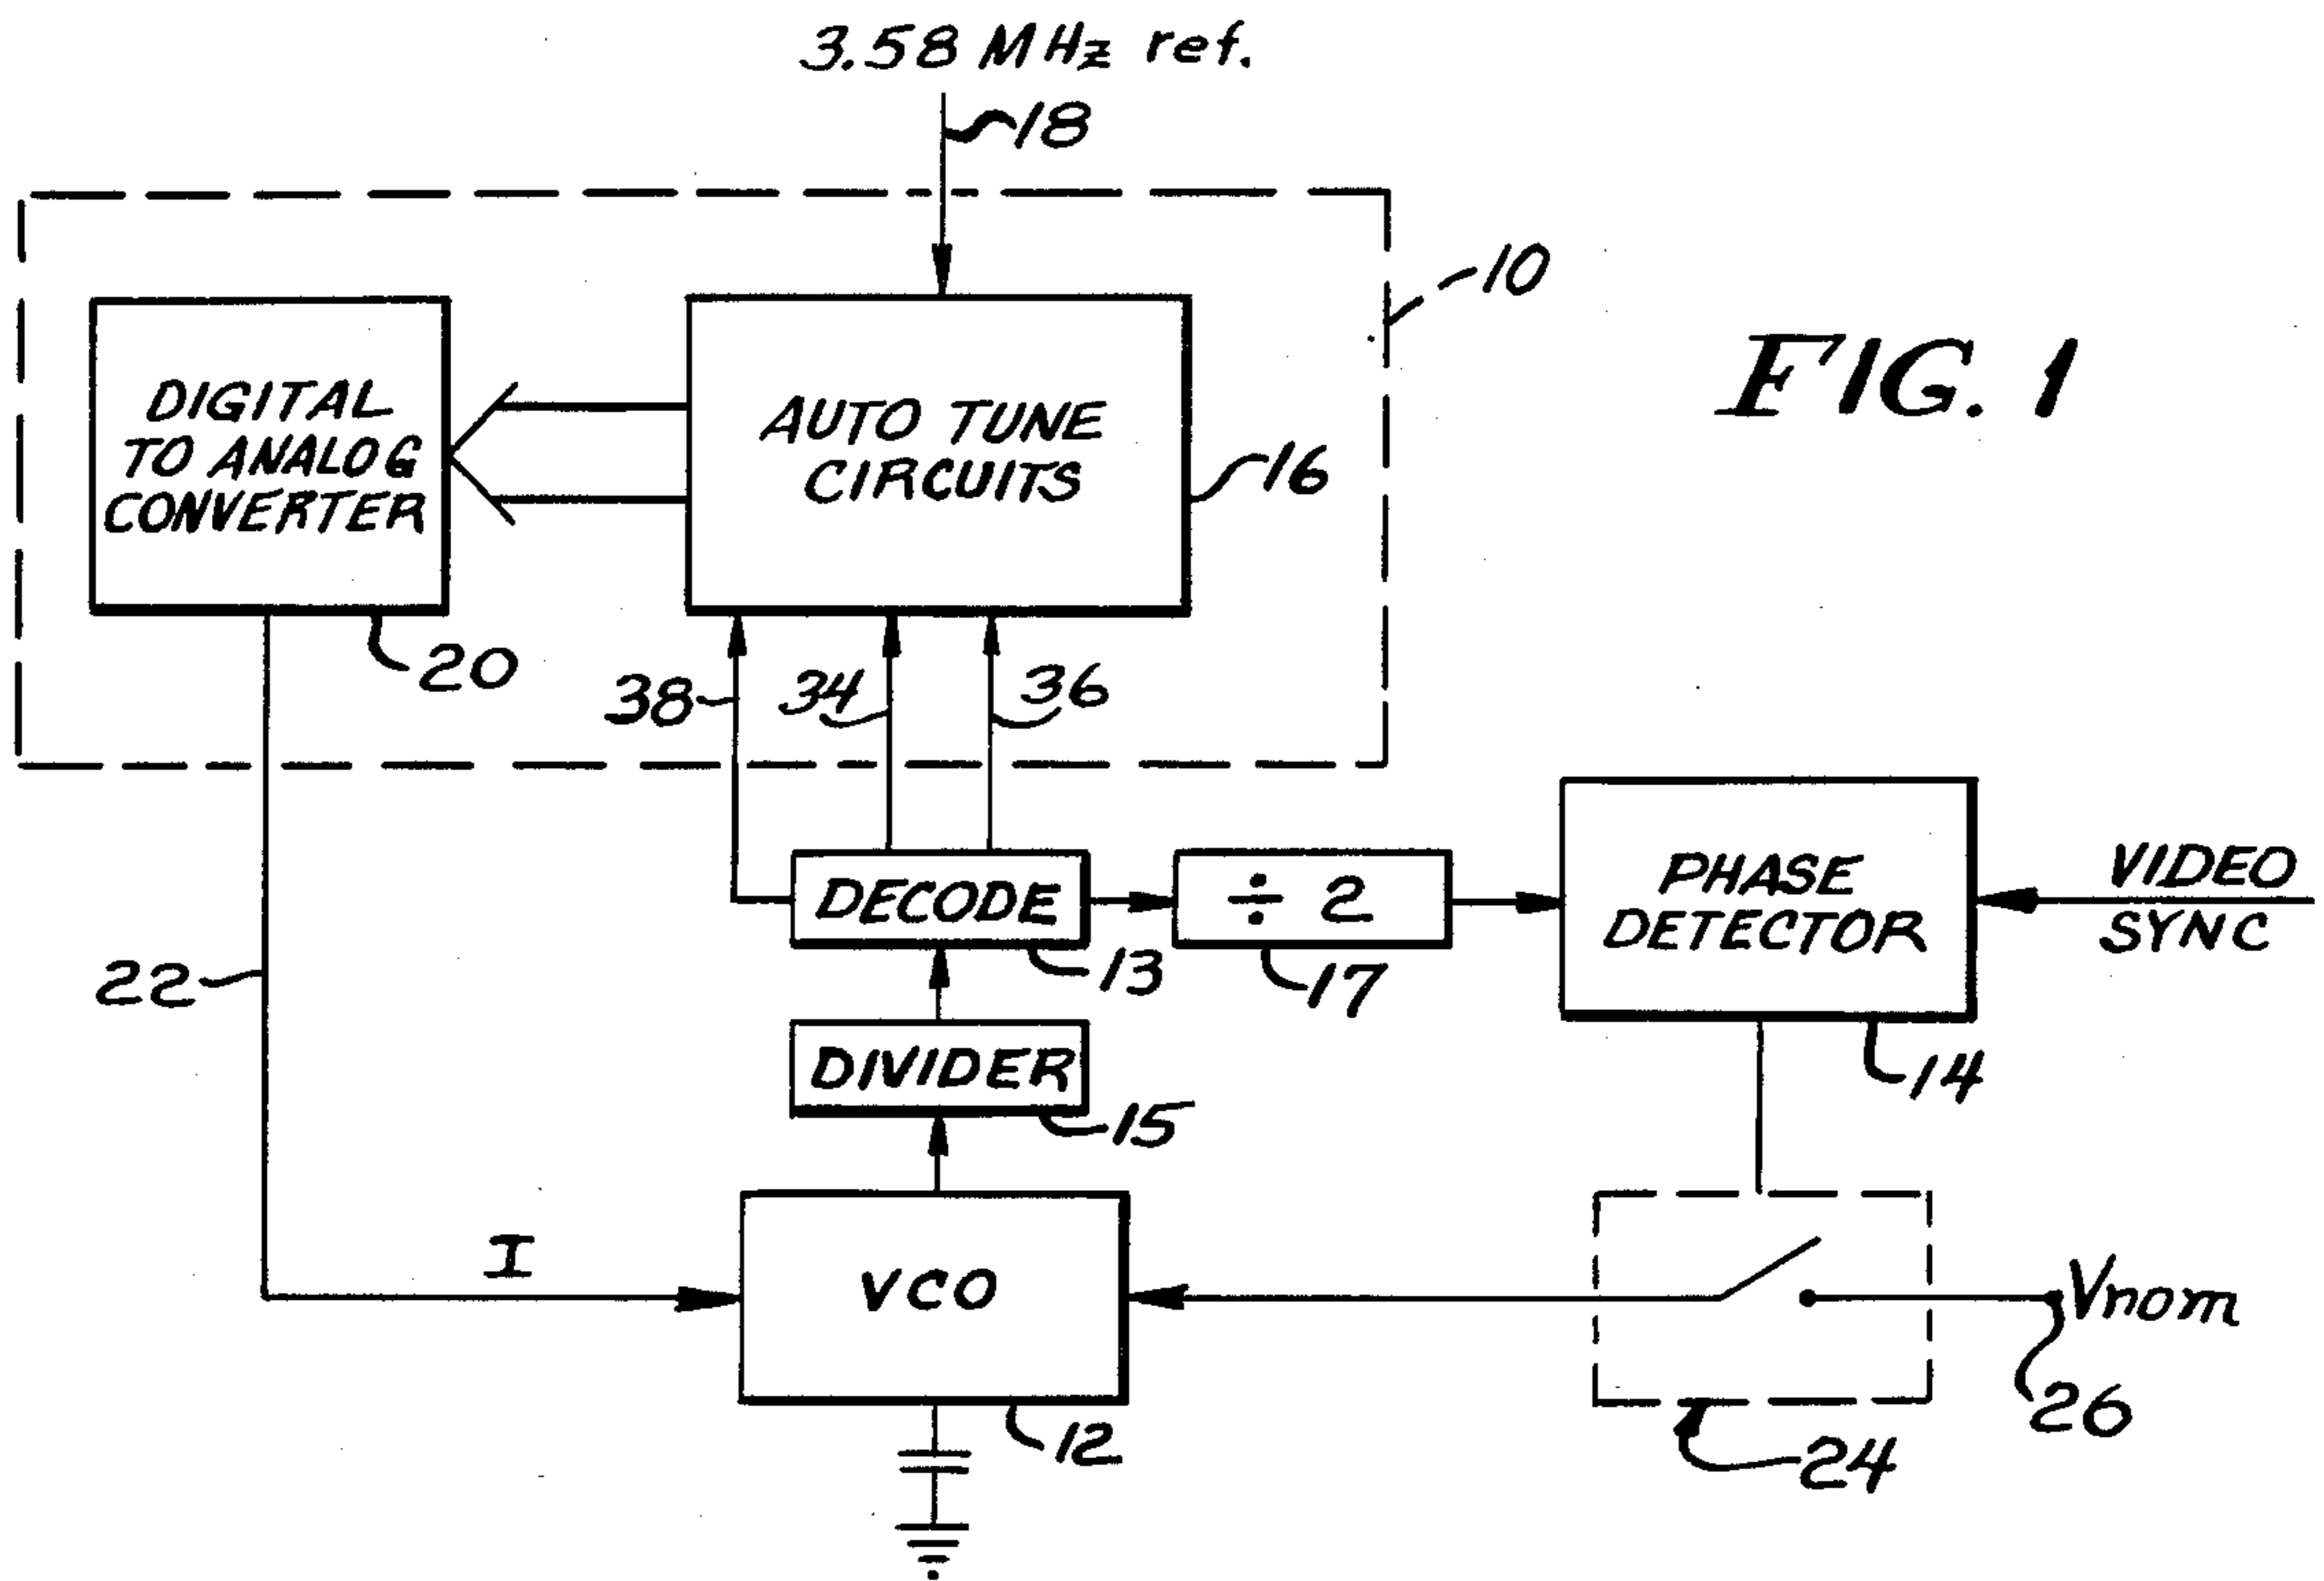 3.58 MHz ref.
18
10
FIG. 1
DIGITAL
TO ANALOG
CONVERTER
AUTO TUNE
CIRCUITS
16
20
38
34
36
DECODE
÷ 2
PHASE
DETECTOR
VIDEO
SYNC
13
17
22
DIVIDER
14
15
I
VCO
Vnom
26
12
24